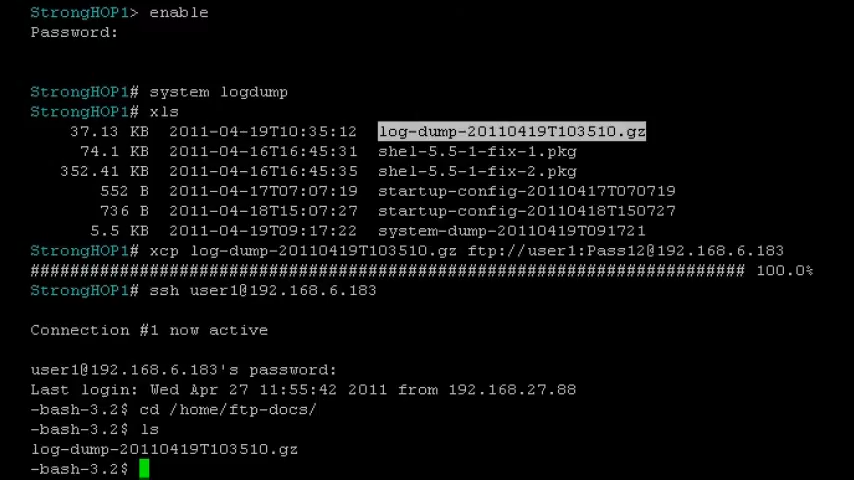 StrongHOP1> enable
Password:
StrongHOP1# system logdump
StrongHOP1# xls
37.13 KB 2011-04-19T10:35:12 log-dump-20110419T103510.gz
74.1 KB 2011-04-16T16:45:31 shel-5.5-1-fix-1.pkg
352.41 KB 2011-04-16T16:45:35 shel-5.5-1-fix-2.pkg
552 B 2011-04-17T07:07:19 startup-config-20110417T070719
736 B 2011-04-18T15:07:27 startup-config-20110418T150727
5.5 KB 2011-04-19T09:17:22 system-dump-20110419T091721
StrongHOP1# xcp log-dump-20110419T103510.gz ftp://user1:Pass12@192.168.6.183
######################################################################## 100.0%
StrongHOP1# ssh user1@192.168.6.183
Connection #1 now active
user1@192.168.6.183's password:
Last login: Wed Apr 27 11:55:42 2011 from 192.168.27.88
-bash-3.2$ cd /home/ftp-docs/
-bash-3.2$ ls
log-dump-20110419T103510.gz
-bash-3.2$